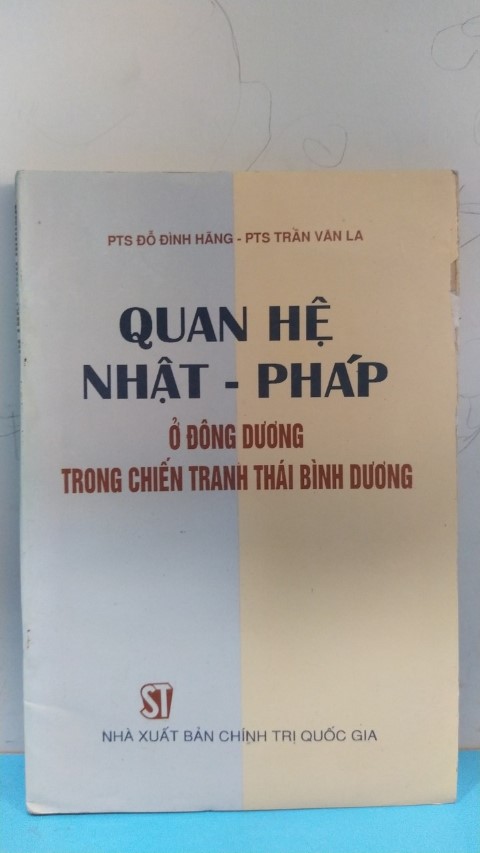 PTS ĐỖ ĐÌNH HÃNG - PTS TRẦN VĂN LA
QUAN HỆ
NHẬT - PHÁP
Ở ĐÔNG DƯƠNG
TRONG CHIẾN TRANH THÁI BÌNH DƯƠNG
ST
NHÀ XUẤT BẢN CHÍNH TRỊ QUỐC GIA